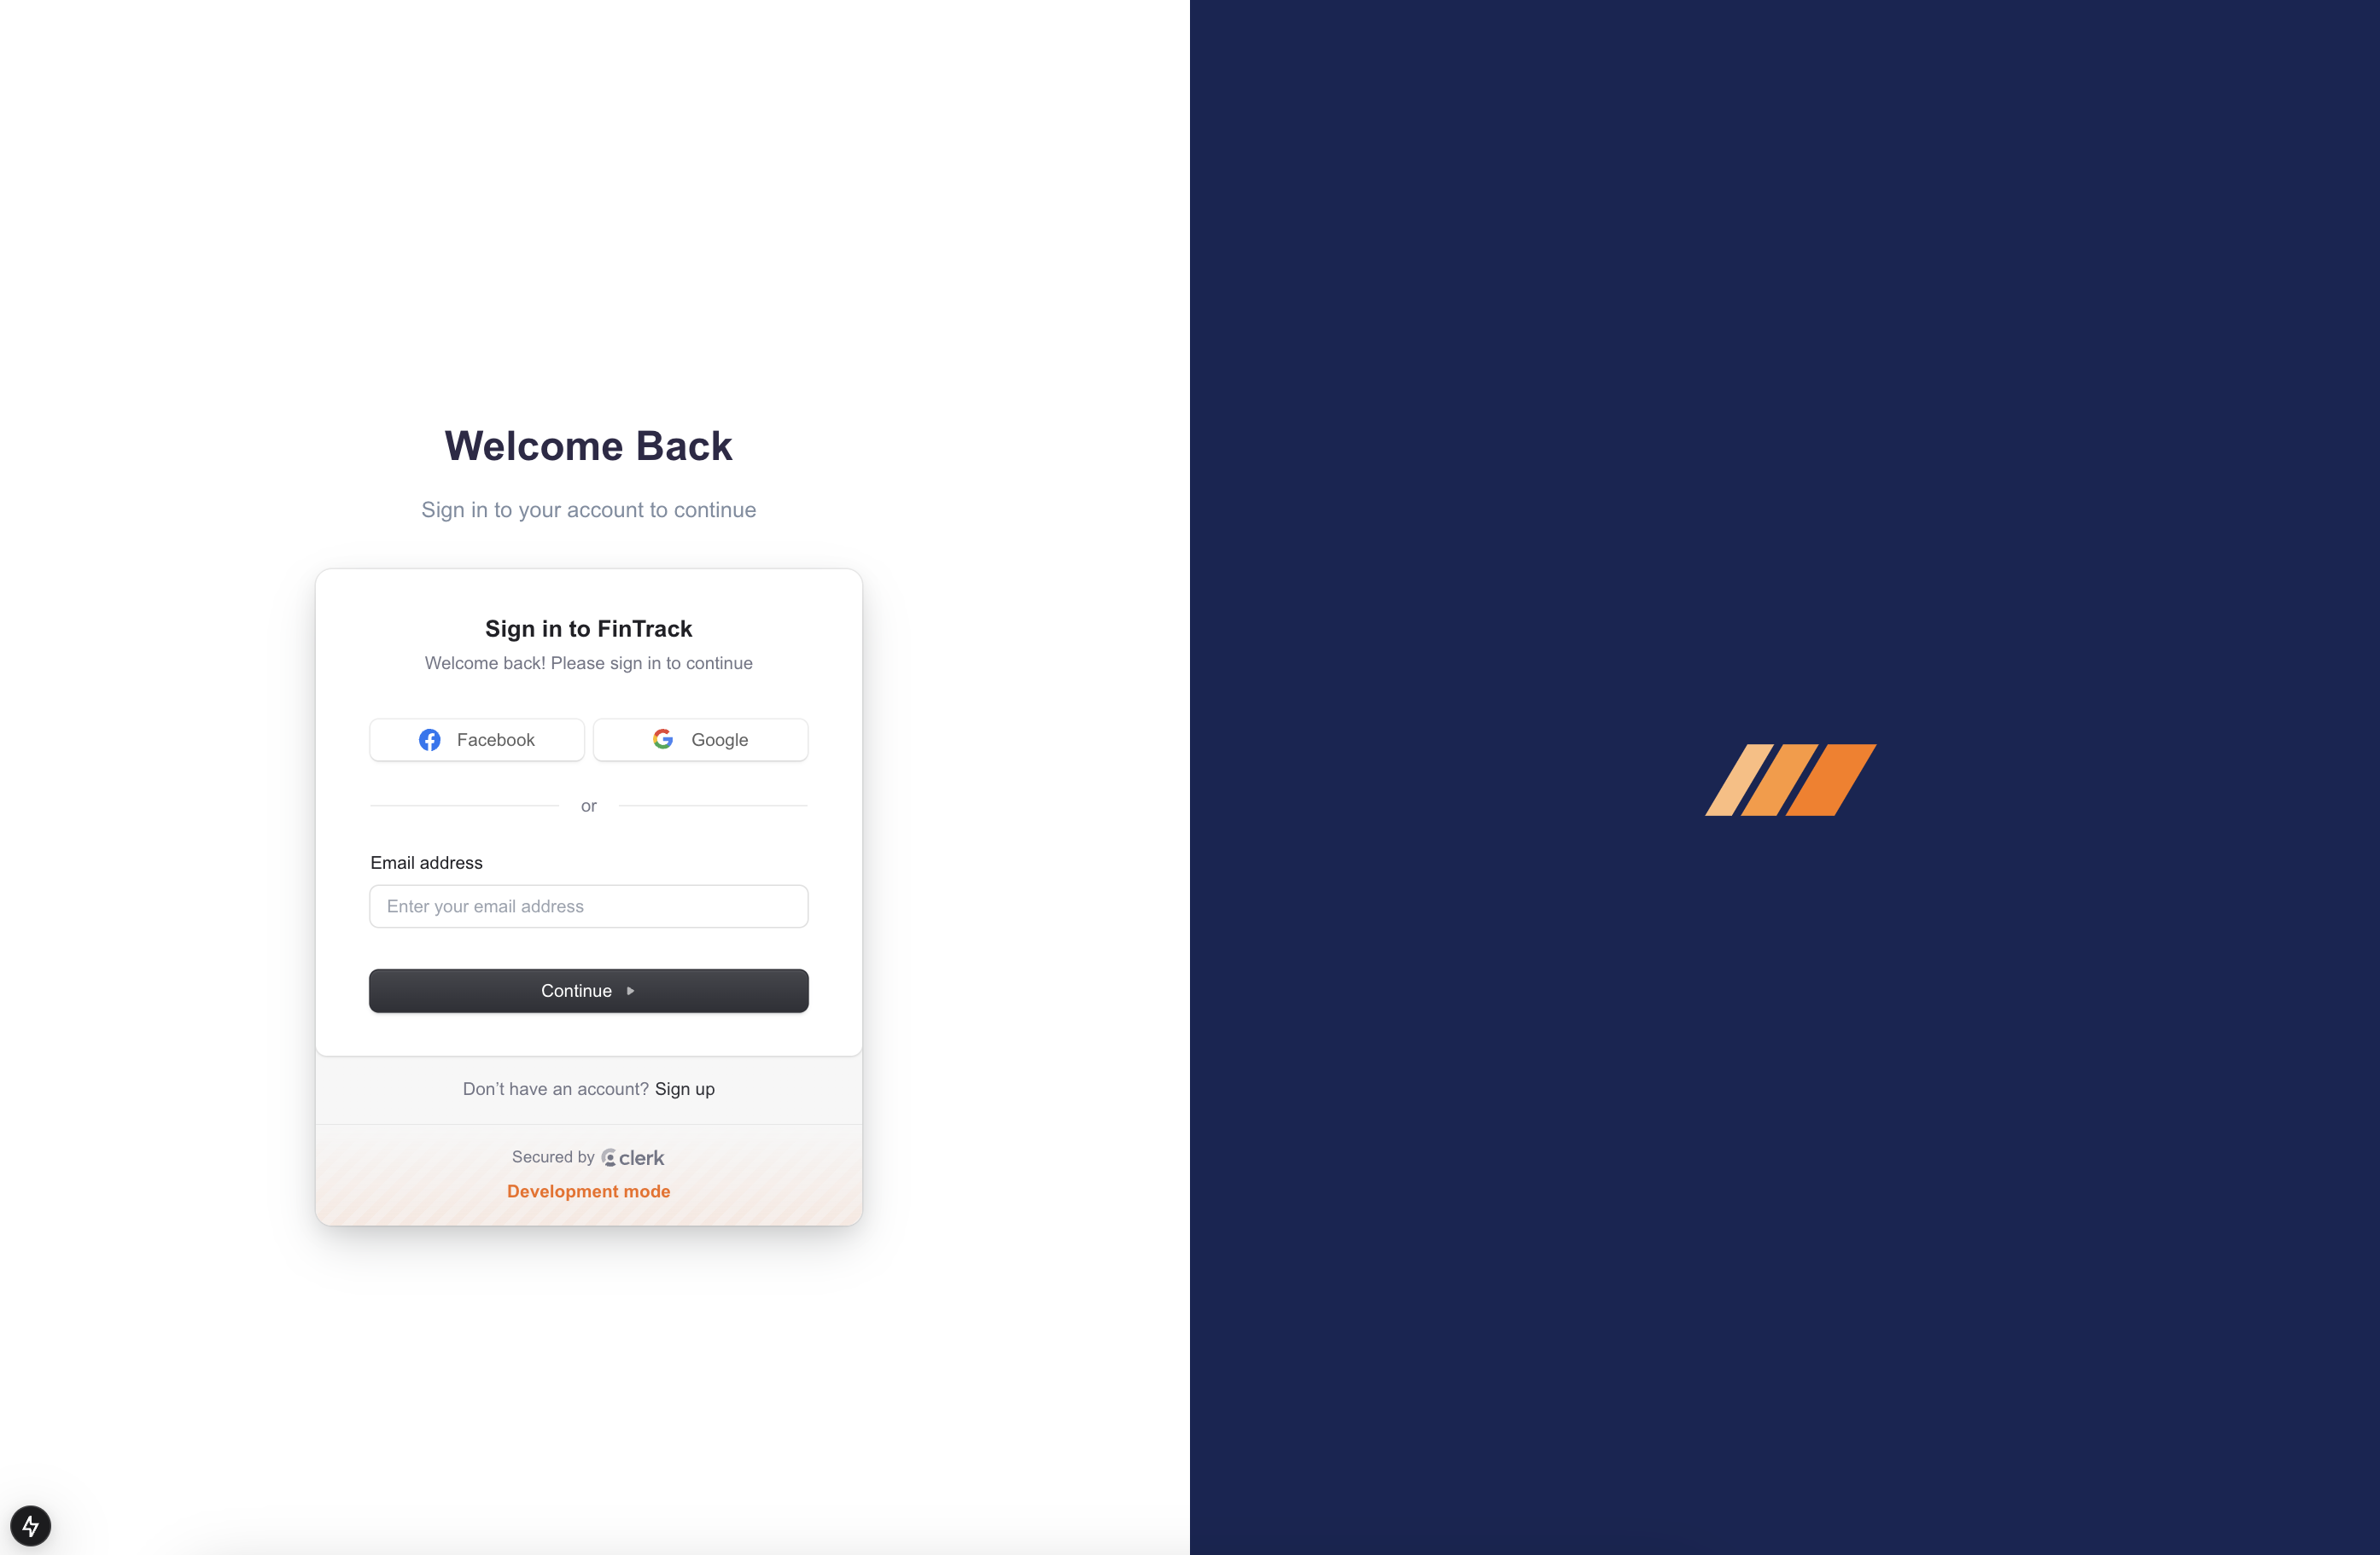 Welcome Back
Sign in to your account to continue
Sign in to FinTrack
Welcome back! Please sign in to continue
Facebook
Google
or
Email address
Enter your email address
Continue
Don’t have an account? Sign up
Secured by clerk
Development mode